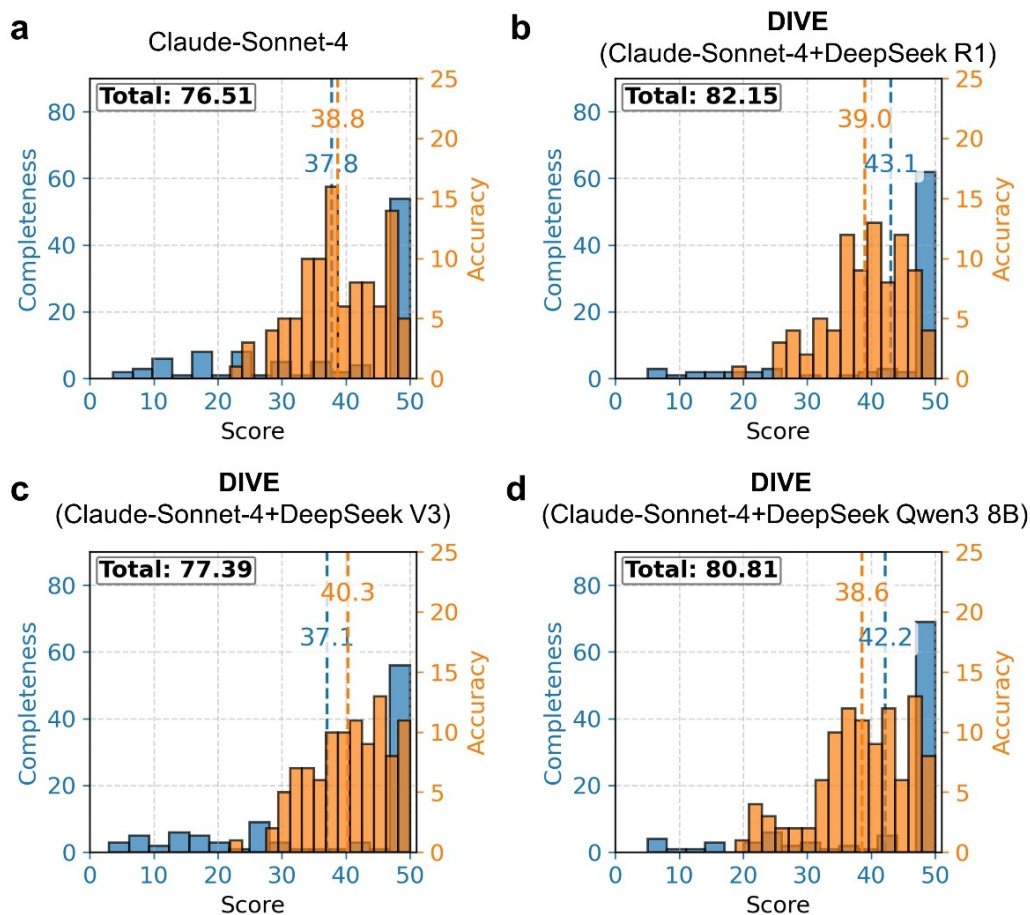 a
Claude-Sonnet-4
Total: 76.51
38.8
37.8
Completeness
80
60
40
20
0
Accuracy
25
20
15
10
5
0
0 10 20 30 40 50
Score
b
DIVE
(Claude-Sonnet-4+DeepSeek R1)
Total: 82.15
39.0
43.1
Completeness
80
60
40
20
0
Accuracy
25
20
15
10
5
0
0 10 20 30 40 50
Score
c
DIVE
(Claude-Sonnet-4+DeepSeek V3)
Total: 77.39
40.3
37.1
Completeness
80
60
40
20
0
Accuracy
25
20
15
10
5
0
0 10 20 30 40 50
Score
d
DIVE
(Claude-Sonnet-4+DeepSeek Qwen3 8B)
Total: 80.81
38.6
42.2
Completeness
80
60
40
20
0
Accuracy
25
20
15
10
5
0
0 10 20 30 40 50
Score